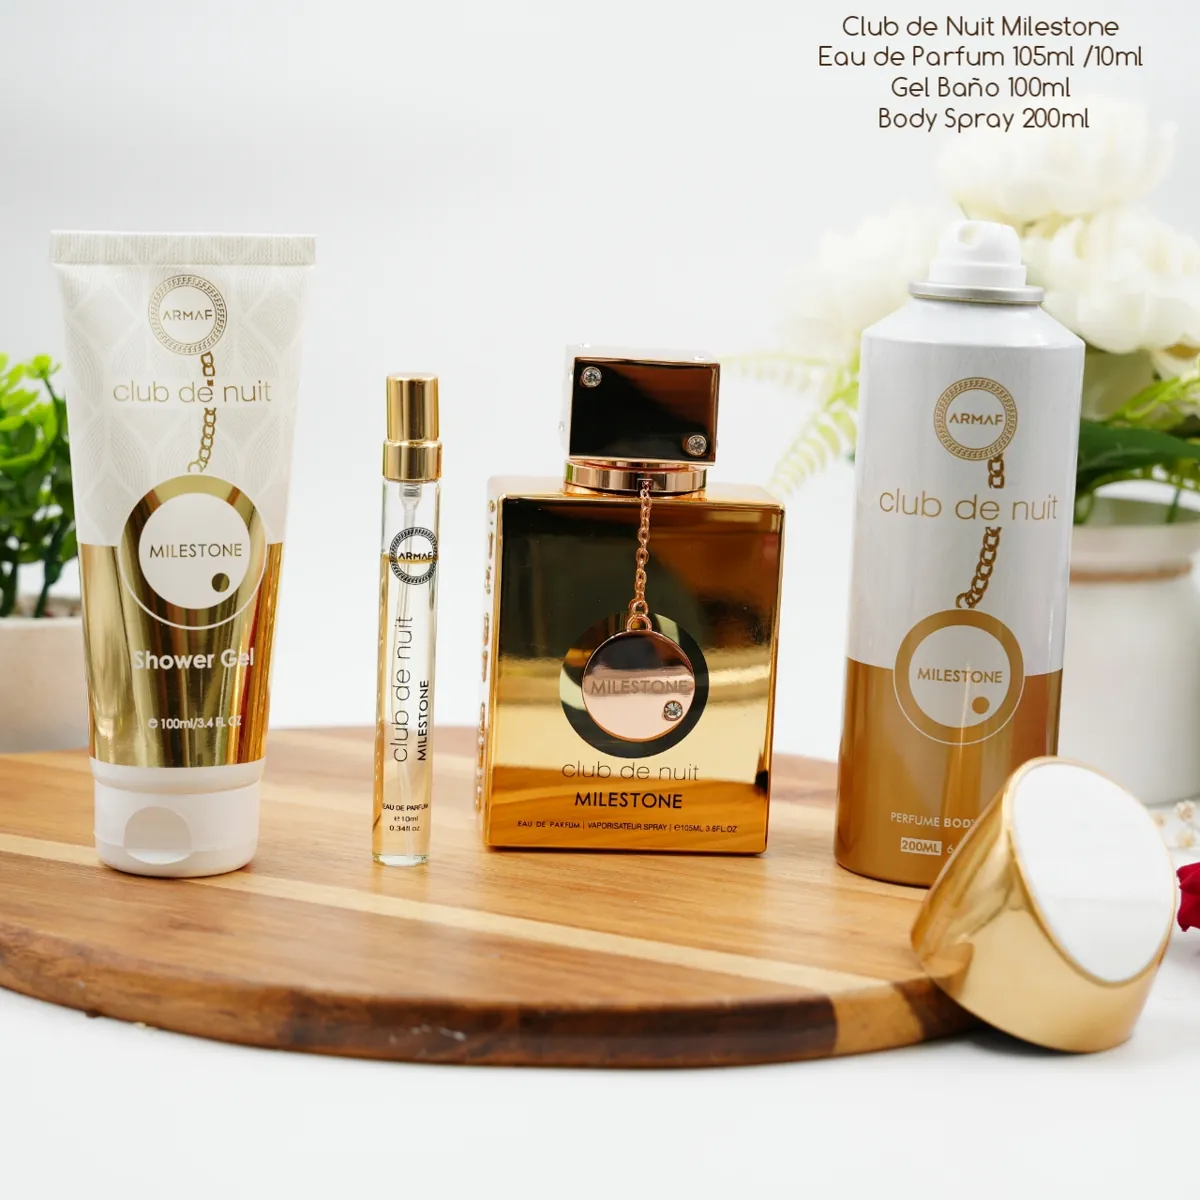 Club de Nuit Milestone
Eau de Parfum 105ml /10ml
Gel Baño 100ml
Body Spray 200ml
ARMAF
club de nuit
MILESTONE
Shower Gel
℮ 100ml/3.4 FL OZ
ARMAF
club de nuit
MILESTONE
EAU DE PARFUM
℮ 10ml
0.34fl oz
MILESTONE
club de nuit
MILESTONE
EAU DE PARFUM | VAPORISATEUR SPRAY | ℮105ML 3.6FL.OZ
ARMAF
club de nuit
MILESTONE
PERFUME BODY
200ML